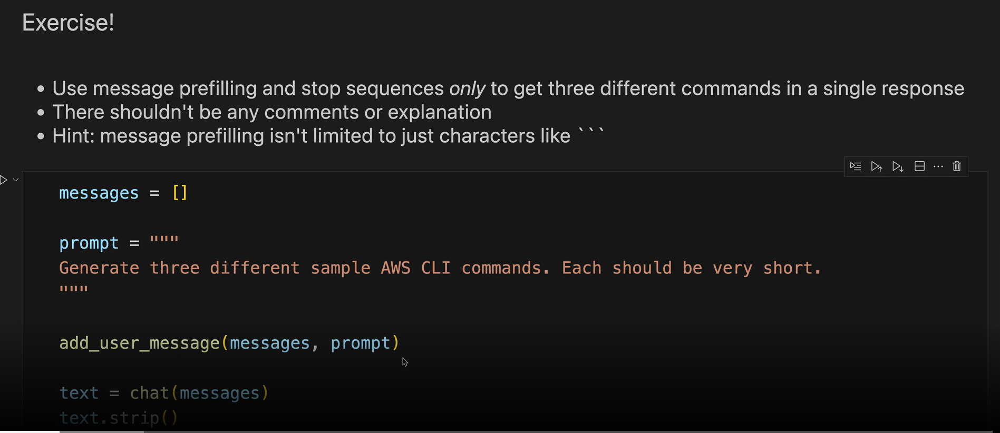 Exercise!
• Use message prefilling and stop sequences only to get three different commands in a single response
• There shouldn't be any comments or explanation
• Hint: message prefilling isn't limited to just characters like ```
messages = []
prompt = """
Generate three different sample AWS CLI commands. Each should be very short.
"""
add_user_message(messages, prompt)
text = chat(messages)
text.strip()